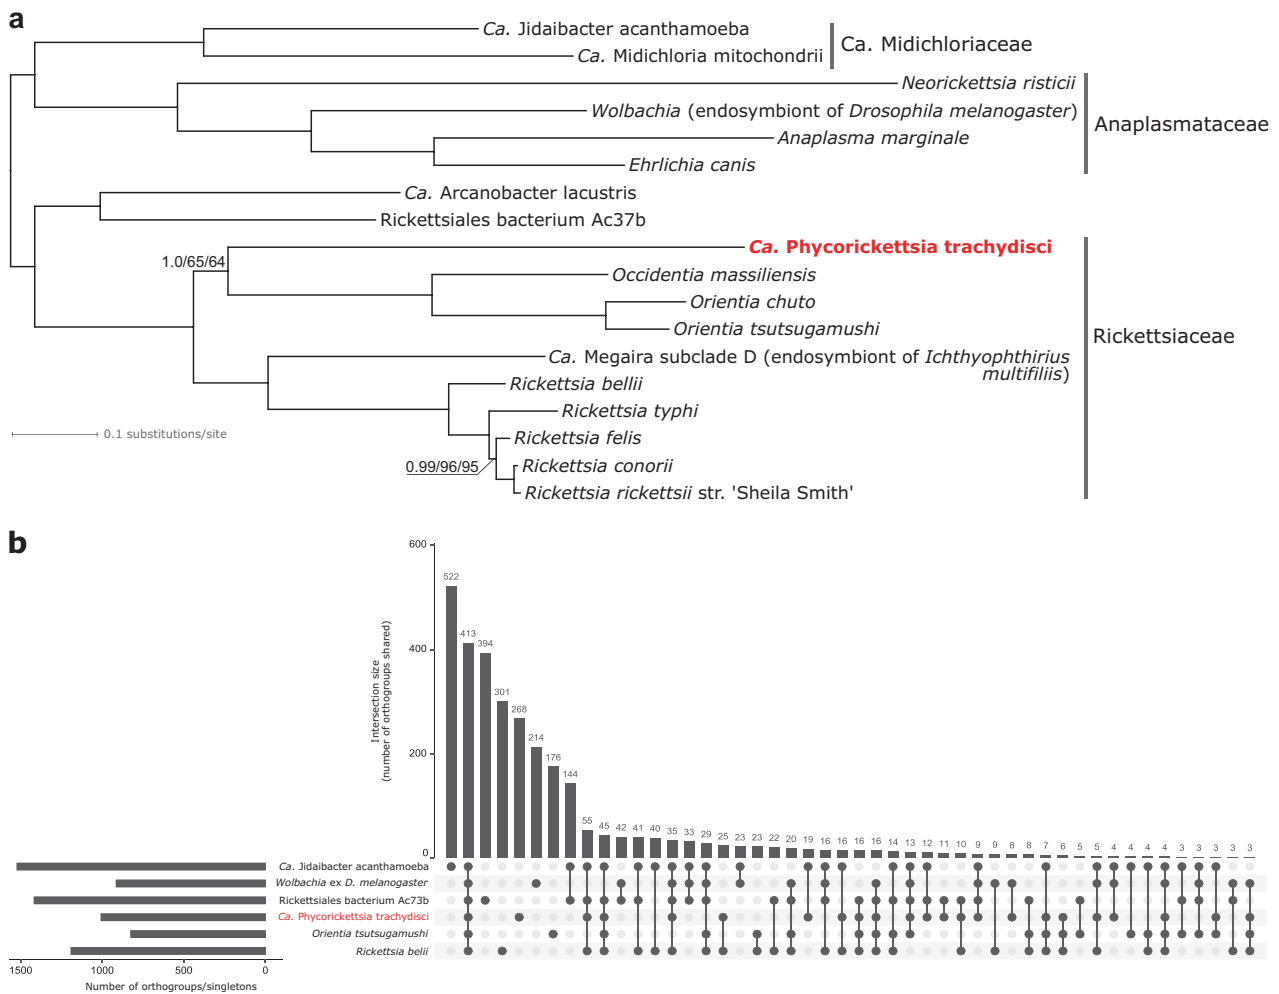 a
Ca. Jidaibacter acanthamoeba
Ca. Midichloria mitochondrii
Ca. Midichloriaceae
Neorickettsia risticii
Wolbachia (endosymbiont of Drosophila melanogaster)
Anaplasma marginale
Ehrlichia canis
Anaplasmataceae
Ca. Arcanobacter lacustris
Rickettsiales bacterium Ac37b
1.0/65/64
Ca. Phycorickettsia trachydisci
Occidentia massiliensis
Orientia chuto
Orientia tsutsugamushi
Rickettsiaceae
Ca. Megaira subclade D (endosymbiont of Ichthyophthirius
multifiliis)
Rickettsia bellii
Rickettsia typhi
Rickettsia felis
0.99/96/95
Rickettsia conorii
Rickettsia rickettsii str. 'Sheila Smith'
0.1 substitutions/site
b
Intersection size
(number of orthogroups shared)
600
400
200
0
522
413
394
301
268
214
176
144
55
45
42
41
40
35
33
29
25
23
23
22
20
19
16
16
16
16
14
13
12
11
10
9
9
8
8
7
6
5
5
4
4
4
4
3
3
3
3
3
Ca. Jidaibacter acanthamoeba
Wolbachia ex D. melanogaster
Rickettsiales bacterium Ac73b
Ca. Phycorickettsia trachydisci
Orientia tsutsugamushi
Rickettsia belii
1500 1000 500 0
Number of orthogroups/singletons